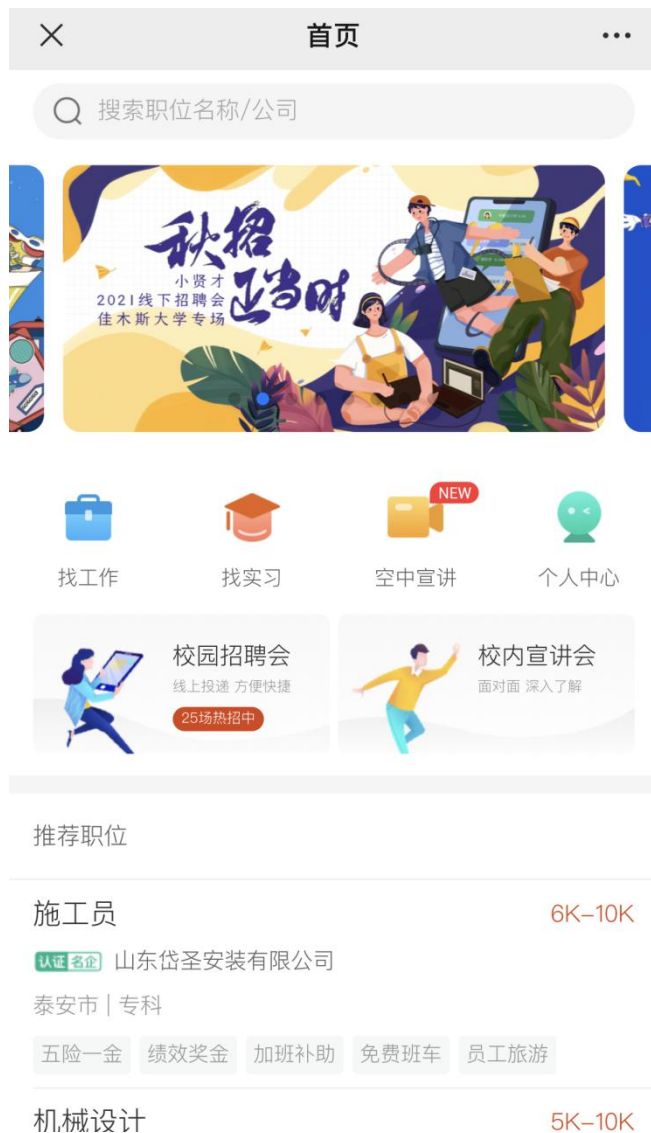 首页
搜索职位名称/公司
秋招
正当时
小贤才
2021线下招聘会
佳木斯大学专场
NEW
找工作
找实习
空中宣讲
个人中心
校园招聘会
线上投递 方便快捷
25场热招中
校内宣讲会
面对面 深入了解
推荐职位
施工员
6K-10K
认证 名企 山东岱圣安装有限公司
泰安市 | 专科
五险一金 绩效奖金 加班补助 免费班车 员工旅游
机械设计
5K-10K